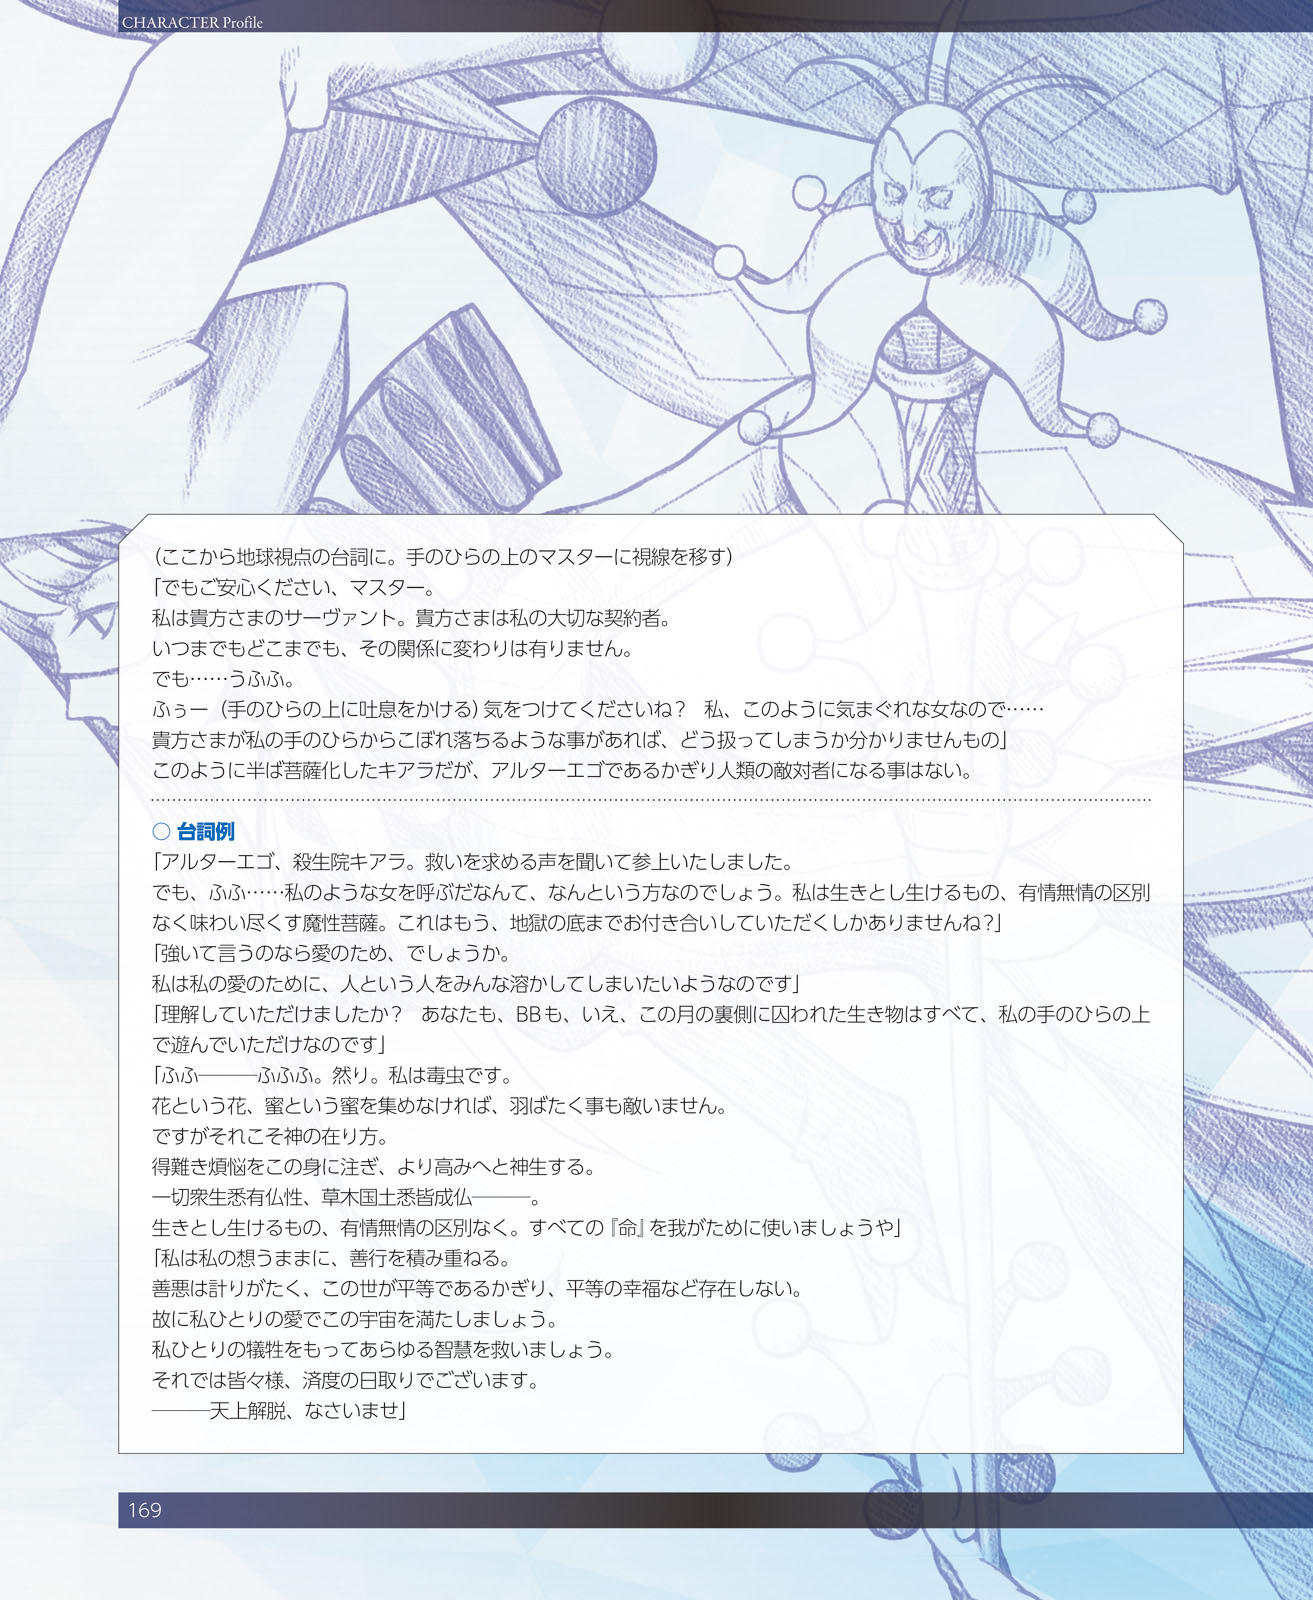 CHARACTER Profile
（ここから地球視点の台詞に。手のひらの上のマスターに視線を移す）
「でもご安心ください、マスター。
私は貴方さまのサーヴァント。貴方さまは私の大切な契約者。
いつまでもどこまでも、その関係に変わりは有りません。
でも……うふふ。
ふぅー（手のひらの上に吐息をかける）気をつけてくださいね？　私、このように気まぐれな女なので……
貴方さまが私の手のひらからこぼれ落ちるような事があれば、どう扱ってしまうか分かりませんもの」
このように半ば菩薩化したキアラだが、アルターエゴであるかぎり人類の敵対者になる事はない。
○ 台詞例
「アルターエゴ、殺生院キアラ。救いを求める声を聞いて参上いたしました。
でも、ふふ……私のような女を呼ぶだなんて、なんという方なのでしょう。私は生きとし生けるもの、有情無情の区別
なく味わい尽くす魔性菩薩。これはもう、地獄の底までお付き合いしていただくしかありませんね？」
「強いて言うのなら愛のため、でしょうか。
私は私の愛のために、人という人をみんな溶かしてしまいたいようなのです」
「理解していただけましたか？　あなたも、BBも、いえ、この月の裏側に囚われた生き物はすべて、私の手のひらの上
で遊んでいただけなのです」
「ふふ―――ふふふ。然り。私は毒虫です。
花という花、蜜という蜜を集めなければ、羽ばたく事も敵いません。
ですがそれこそ神の在り方。
得難き煩悩をこの身に注ぎ、より高みへと神生する。
一切衆生悉有仏性、草木国土悉皆成仏―――。
生きとし生けるもの、有情無情の区別なく。すべての『命』を我がために使いましょうや」
「私は私の想うままに、善行を積み重ねる。
善悪は計りがたく、この世が平等であるかぎり、平等の幸福など存在しない。
故に私ひとりの愛でこの宇宙を満たしましょう。
私ひとりの犠牲をもってあらゆる智慧を救いましょう。
それでは皆々様、済度の日取りでございます。
―――天上解脱、なさいませ」
169